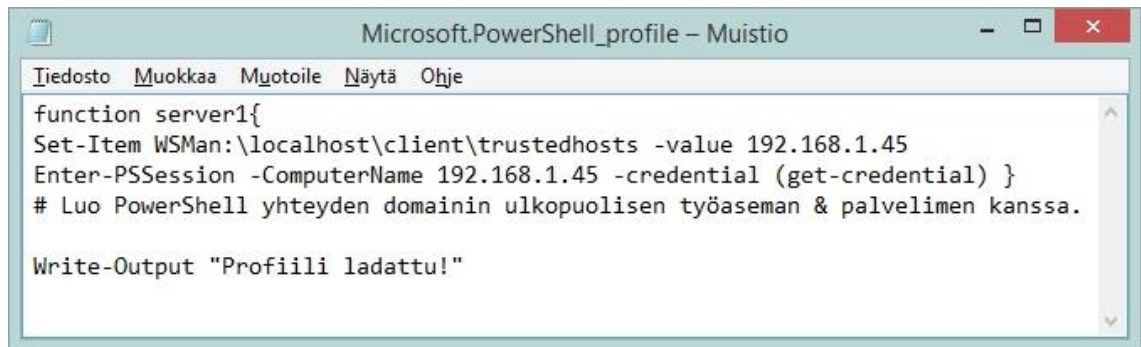 Microsoft.PowerShell_profile – Muistio
Tiedosto Muokkaa Muotoile Näytä Ohje
function server1{
Set-Item WSMan:\localhost\client\trustedhosts -value 192.168.1.45
Enter-PSSession -ComputerName 192.168.1.45 -credential (get-credential) }
# Luo PowerShell yhteyden domainin ulkopuolisen työaseman & palvelimen kanssa.
Write-Output "Profiili ladattu!"